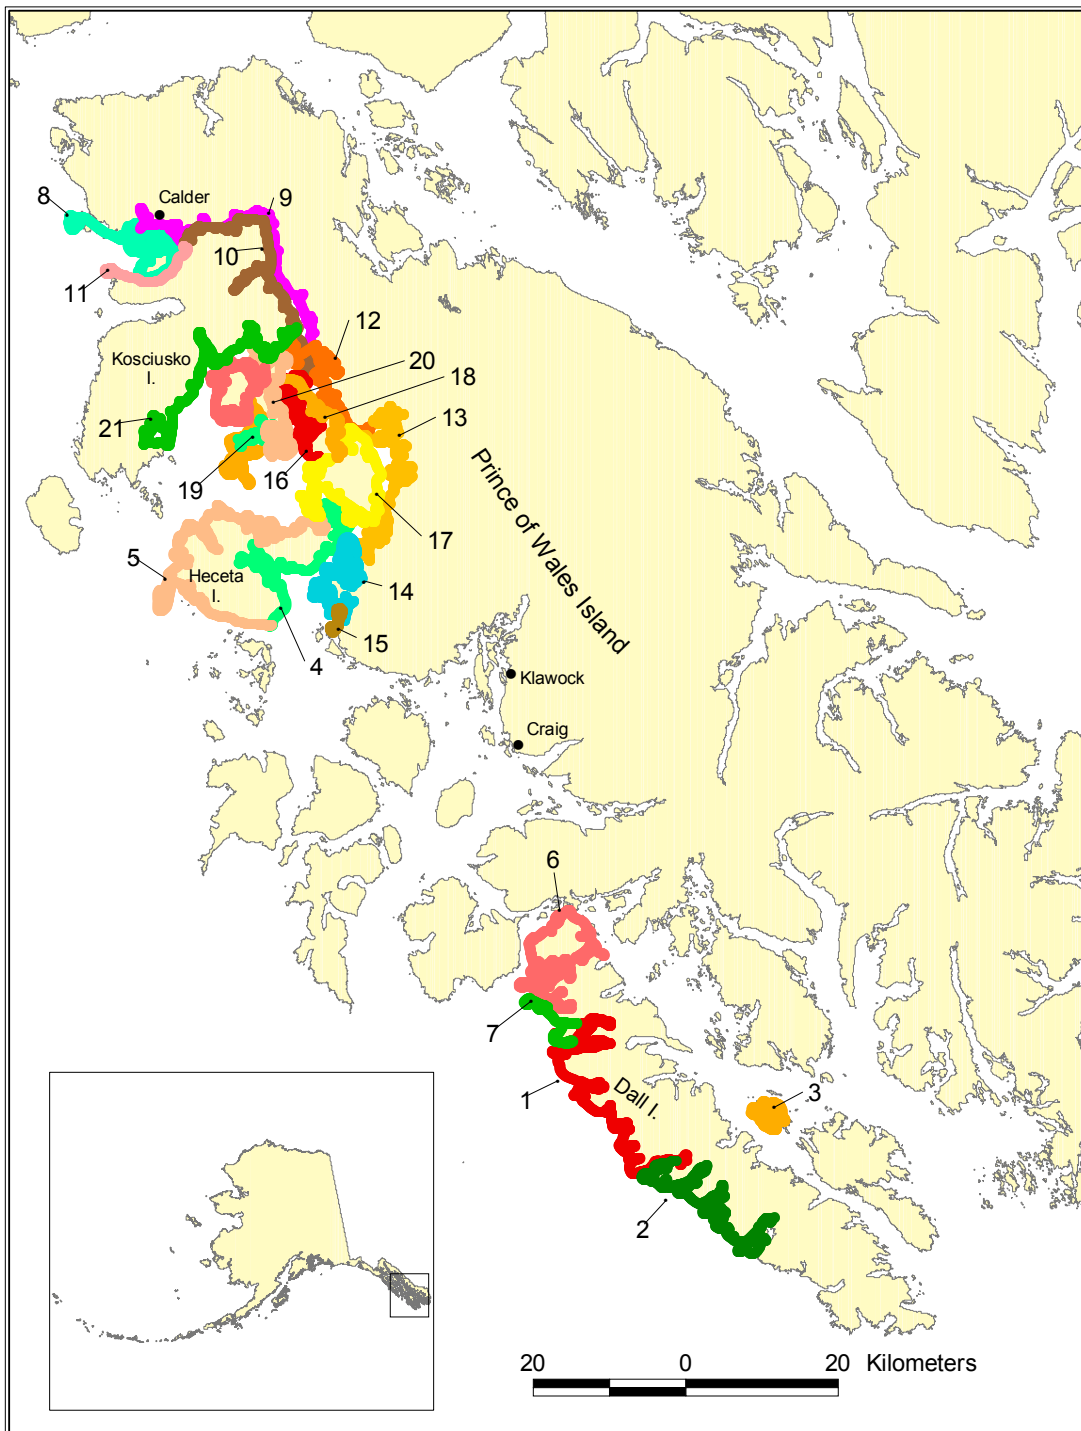 8
Calder
9
10
11
12
Kosciusko
I.
20
18
13
21
19
16
Prince of Wales Island
17
5
Heceta
I.
14
15
4
Klawock
Craig
6
7
1
Dall I.
3
2
20 0 20 Kilometers